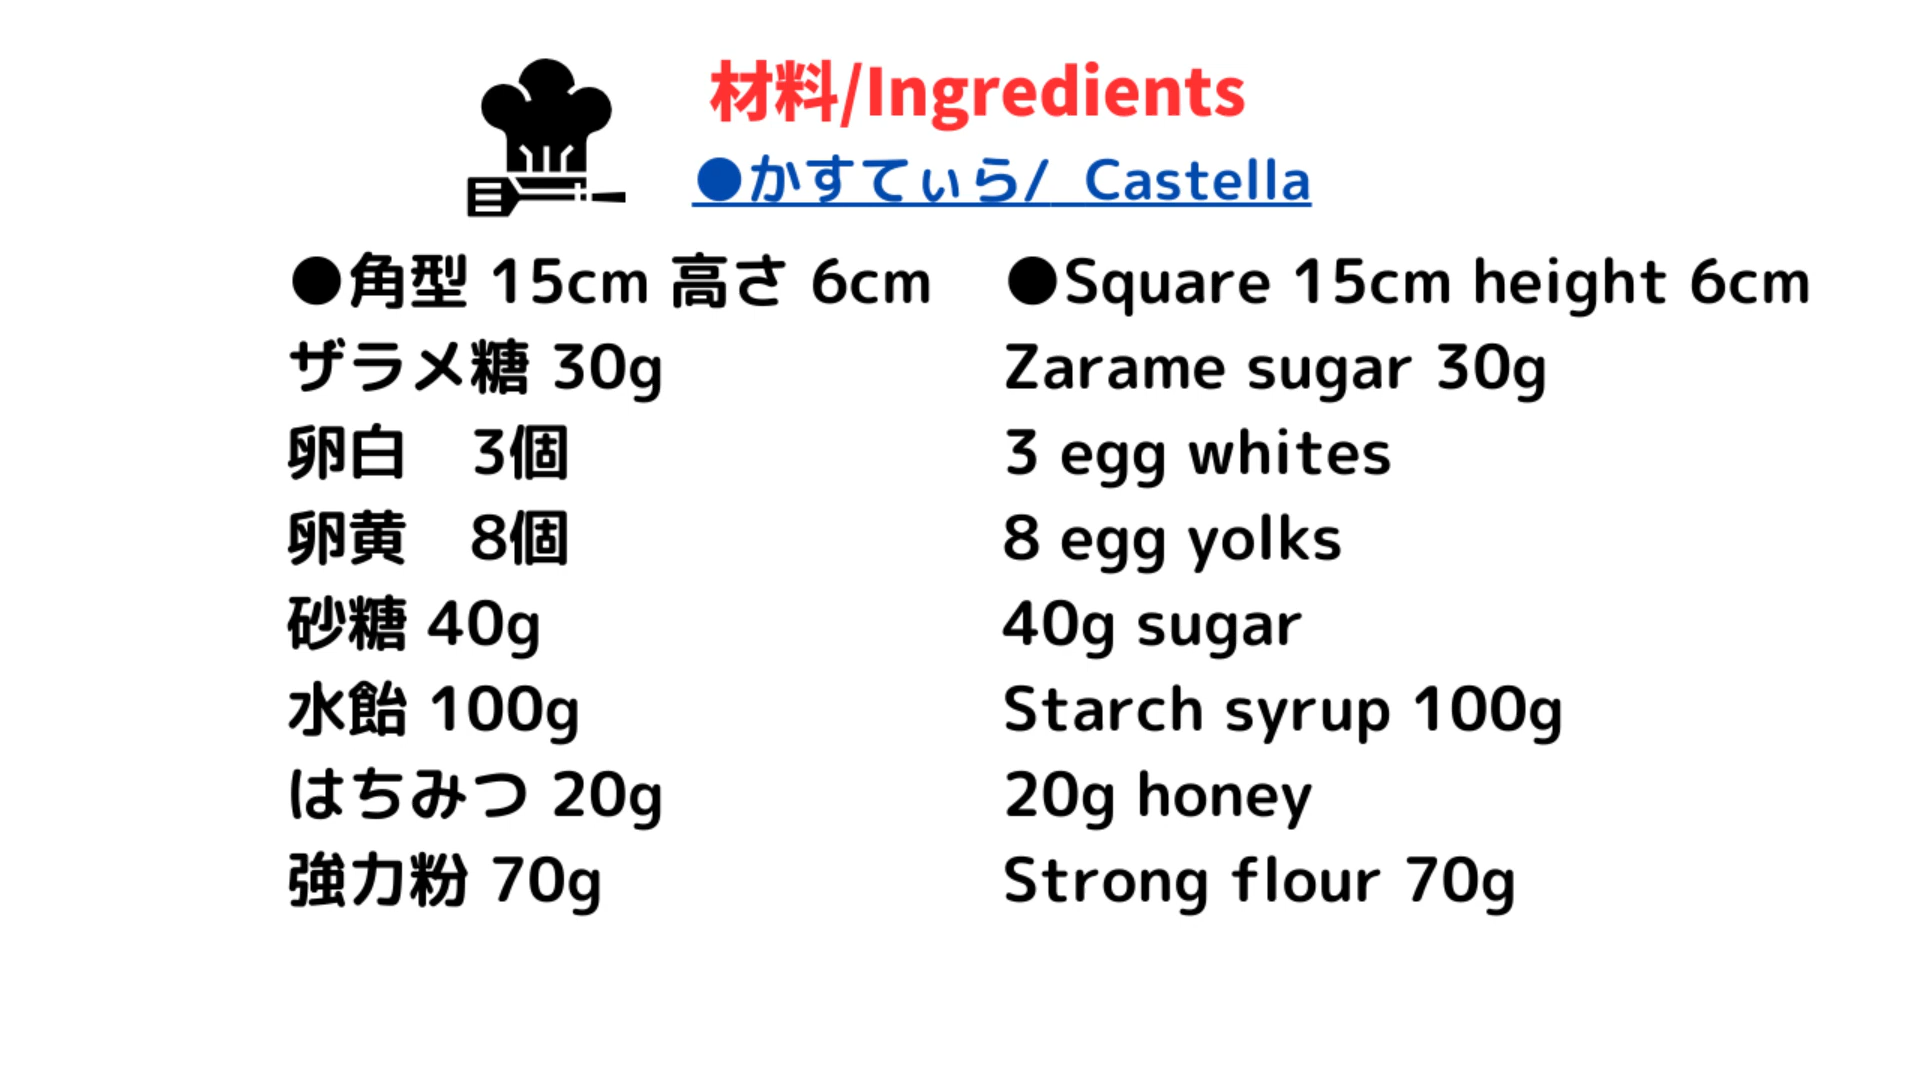 材料/Ingredients
●かすてぃら/ Castella
●角型 15cm 高さ 6cm
ザラメ糖 30g
卵白　3個
卵黄　8個
砂糖 40g
水飴 100g
はちみつ 20g
強力粉 70g
●Square 15cm height 6cm
Zarame sugar 30g
3 egg whites
8 egg yolks
40g sugar
Starch syrup 100g
20g honey
Strong flour 70g